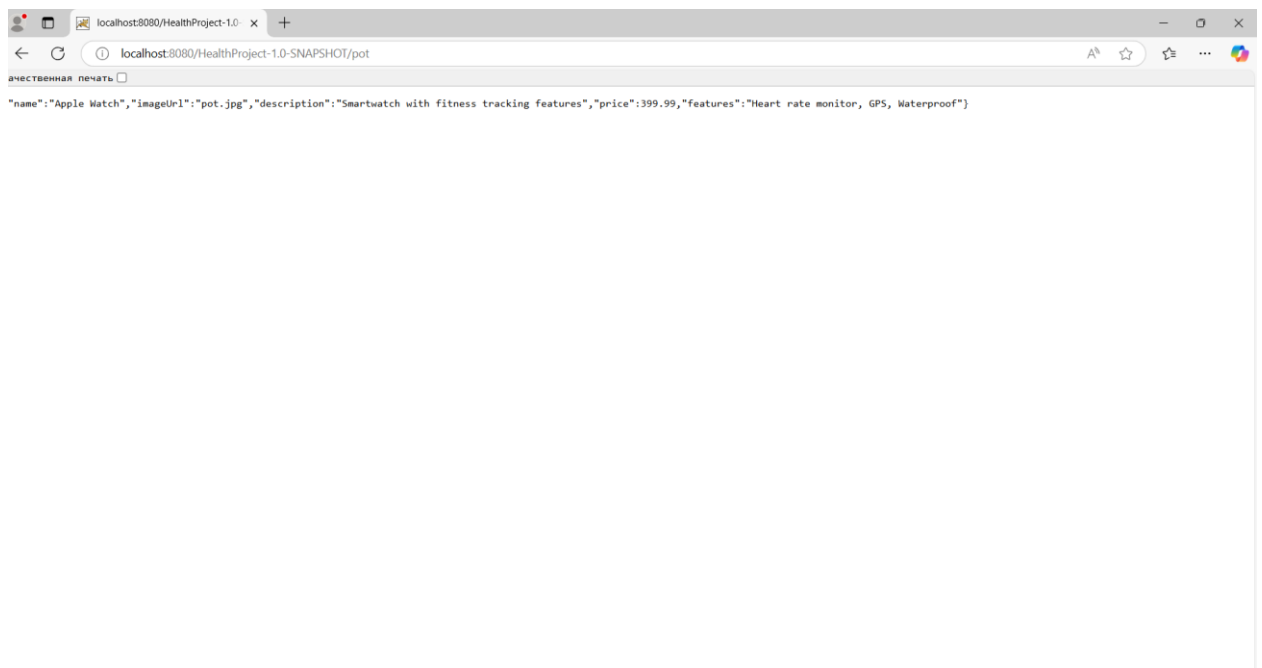 localhost:8080/HealthProject-1.0-
localhost:8080/HealthProject-1.0-SNAPSHOT/pot
ачественная печать
"name":"Apple Watch","imageUrl":"pot.jpg","description":"Smartwatch with fitness tracking features","price":399.99,"features":"Heart rate monitor, GPS, Waterproof"}